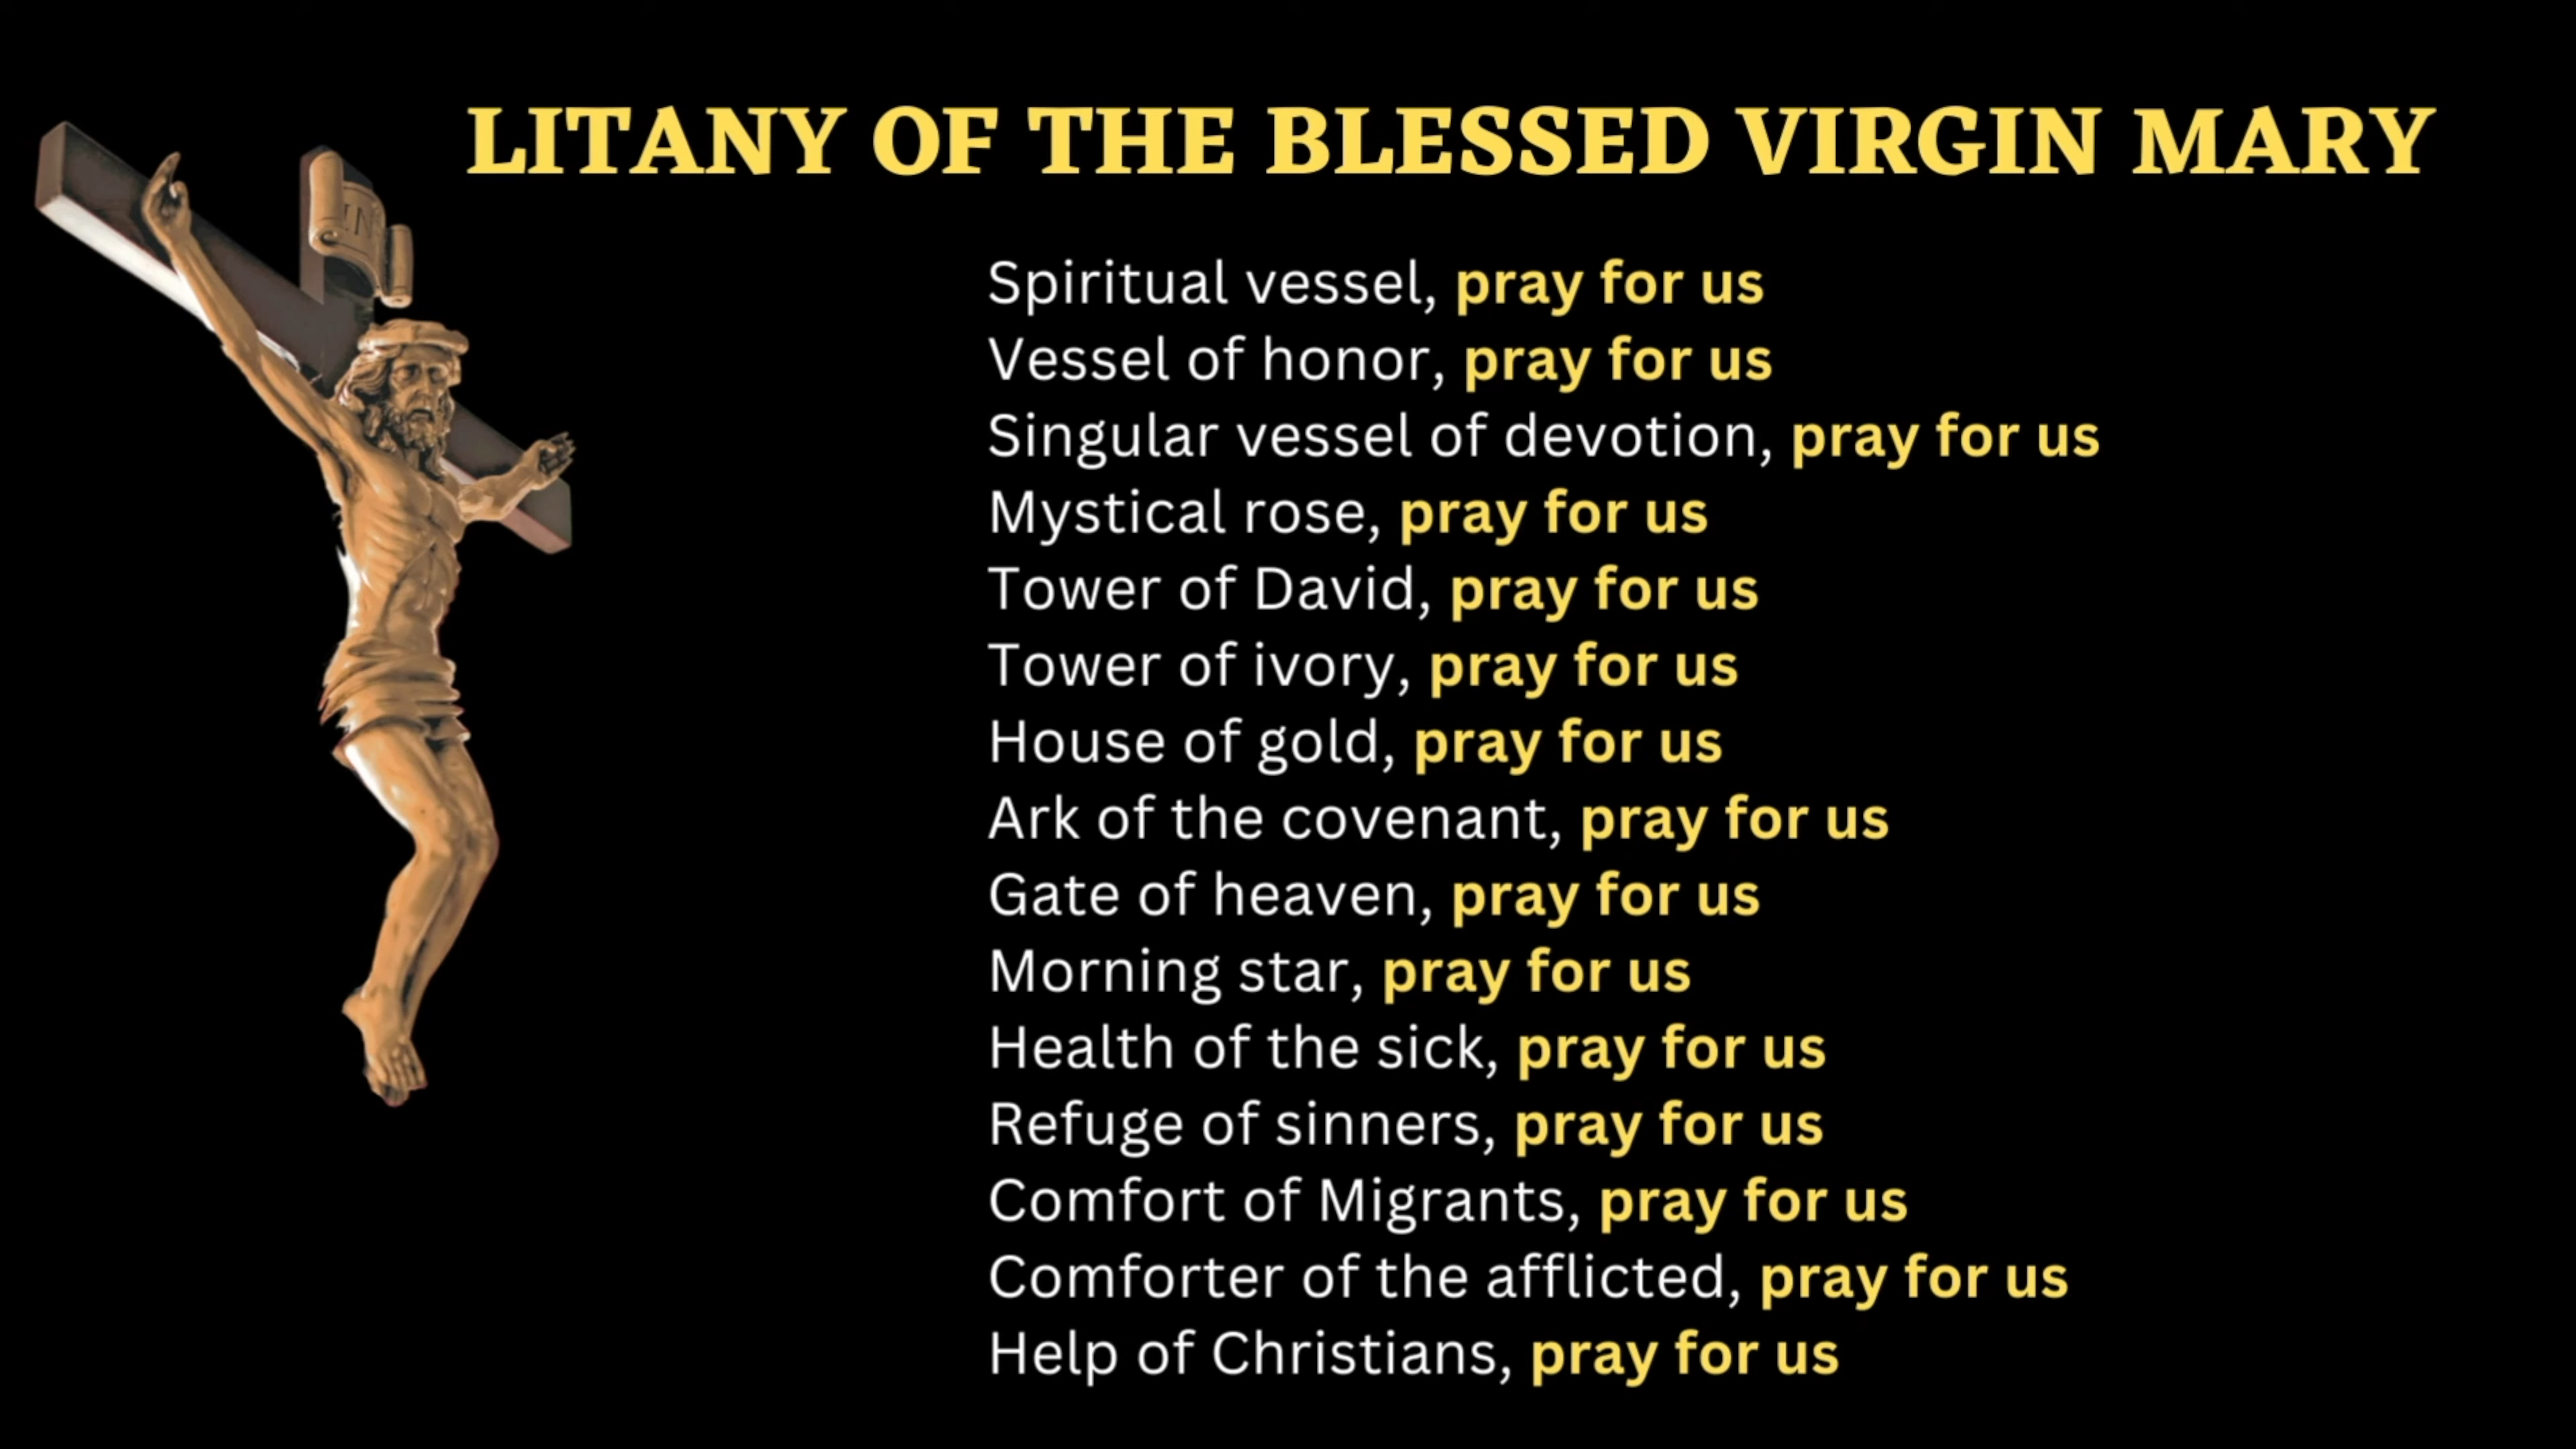 LITANY OF THE BLESSED VIRGIN MARY
Spiritual vessel, pray for us
Vessel of honor, pray for us
Singular vessel of devotion, pray for us
Mystical rose, pray for us
Tower of David, pray for us
Tower of ivory, pray for us
House of gold, pray for us
Ark of the covenant, pray for us
Gate of heaven, pray for us
Morning star, pray for us
Health of the sick, pray for us
Refuge of sinners, pray for us
Comfort of Migrants, pray for us
Comforter of the afflicted, pray for us
Help of Christians, pray for us